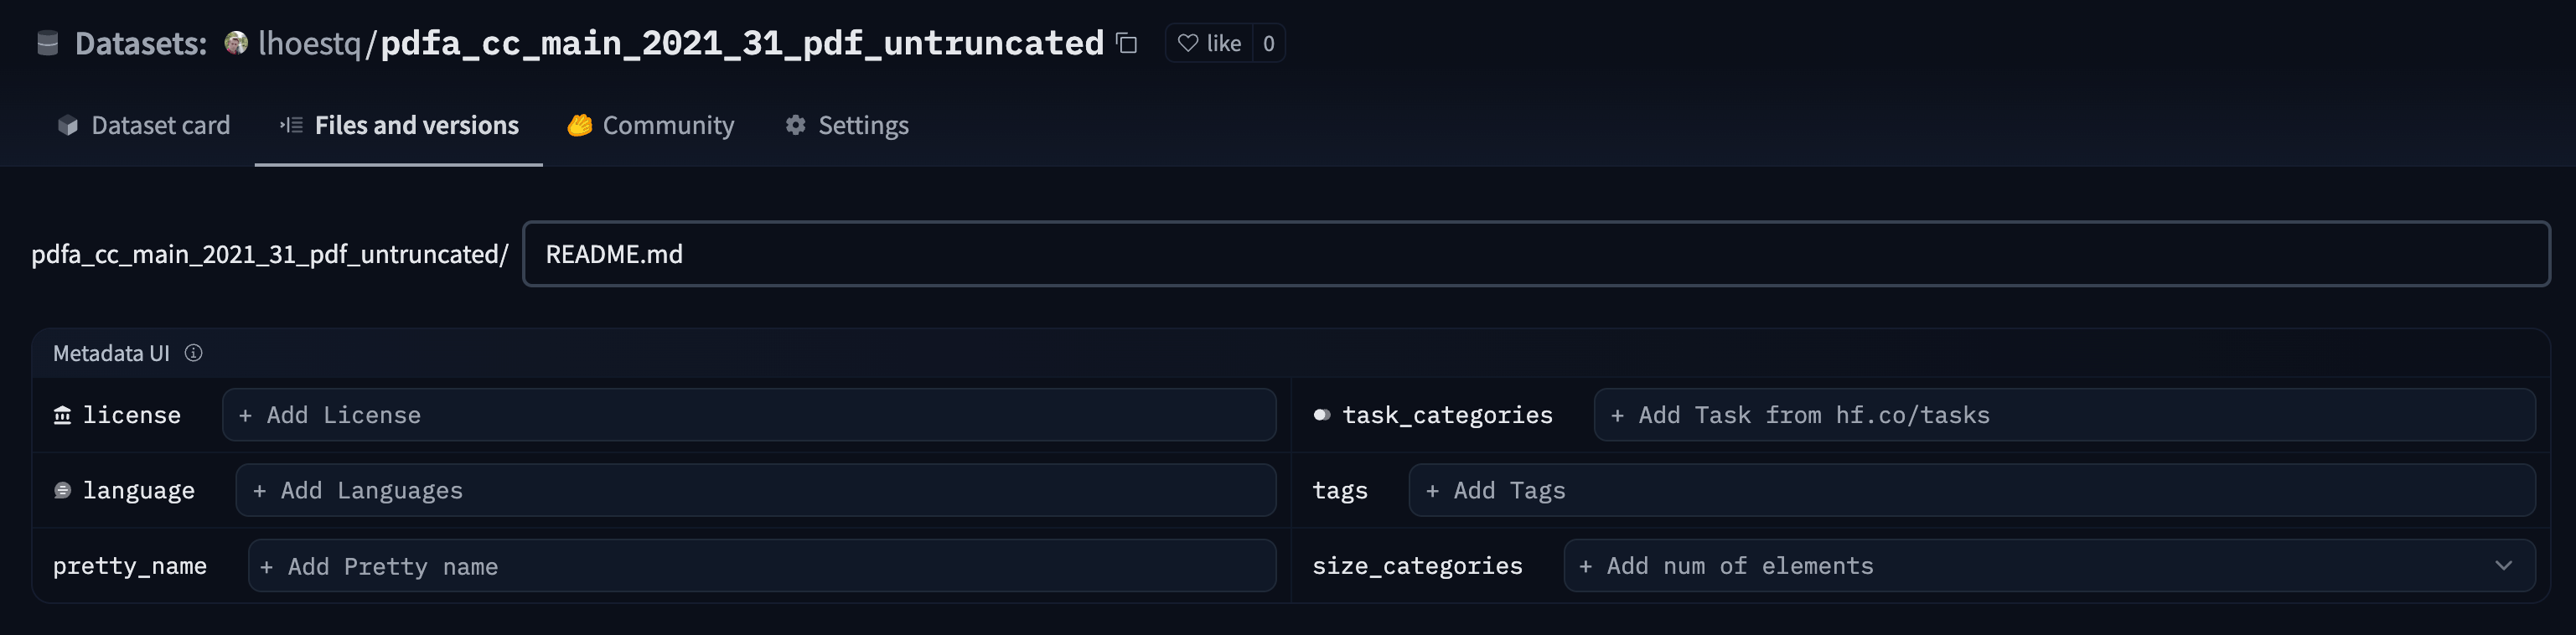 Datasets: lhoestq/pdfa_cc_main_2021_31_pdf_untruncated like 0
Dataset card Files and versions Community Settings
pdfa_cc_main_2021_31_pdf_untruncated/ README.md
Metadata UI
license + Add License task_categories + Add Task from hf.co/tasks
language + Add Languages tags + Add Tags
pretty_name + Add Pretty name size_categories + Add num of elements